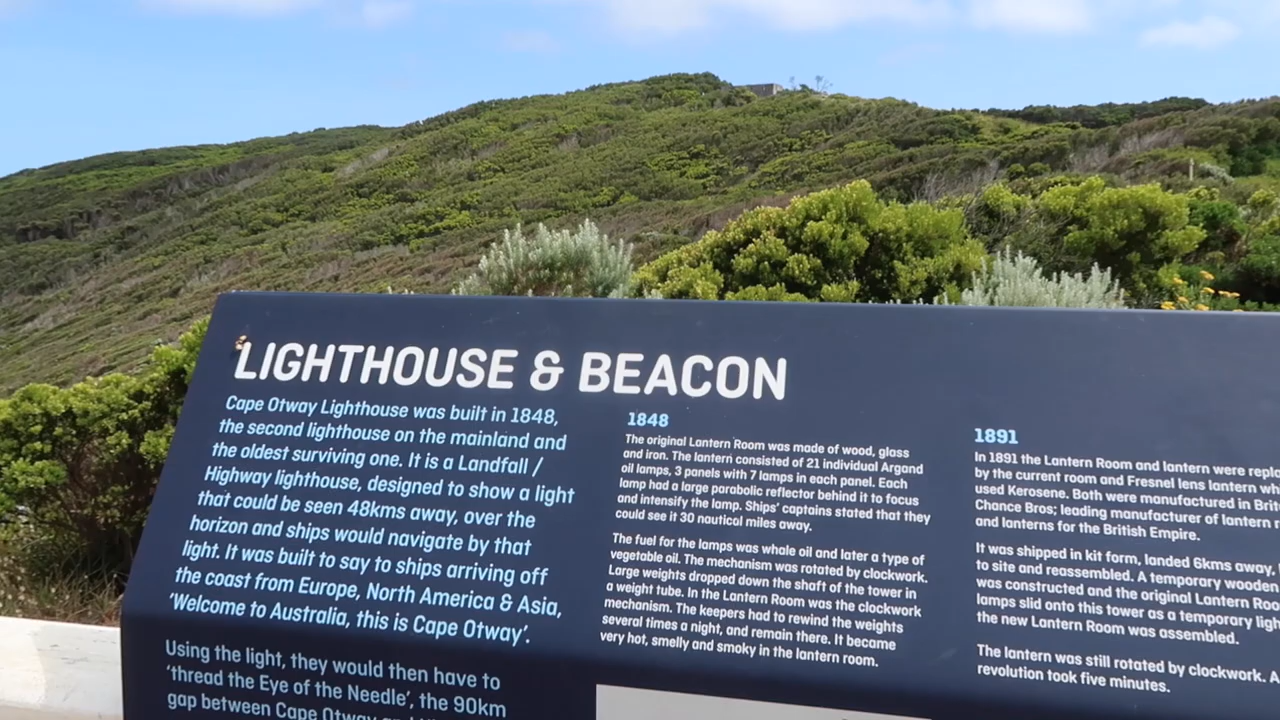 LIGHTHOUSE & BEACON
Cape Otway Lighthouse was built in 1848,
the second lighthouse on the mainland and
the oldest surviving one. It is a Landfall /
Highway lighthouse, designed to show a light
that could be seen 48kms away, over the
horizon and ships would navigate by that
light. It was built to say to ships arriving off
the coast from Europe, North America & Asia,
'Welcome to Australia, this is Cape Otway'.
Using the light, they would then have to
'thread the Eye of the Needle', the 90km
gap between Cape Otway and
1848
The original Lantern Room was made of wood, glass
and iron. The lantern consisted of 21 individual Argand
oil lamps, 3 panels with 7 lamps in each panel. Each
lamp had a large parabolic reflector behind it to focus
and intensify the lamp. Ships' captains stated that they
could see it 30 nautical miles away.
The fuel for the lamps was whale oil and later a type of
vegetable oil. The mechanism was rotated by clockwork.
Large weights dropped down the shaft of the tower in
a weight tube. In the Lantern Room was the clockwork
mechanism. The keepers had to rewind the weights
several times a night, and remain there. It became
very hot, smelly and smoky in the lantern room.
1891
In 1891 the Lantern Room and lantern were
by the current room and Fresnel lens lantern
used Kerosene. Both were manufactured in
Chance Bros; leading manufacturer of lantern
and lanterns for the British Empire.
It was shipped in kit form, landed 6kms away,
to site and reassembled. A temporary wooden
was constructed and the original Lantern
lamps slid onto this tower as a temporary
the new Lantern Room was assembled.
The lantern was still rotated by clockwork. A
revolution took five minutes.